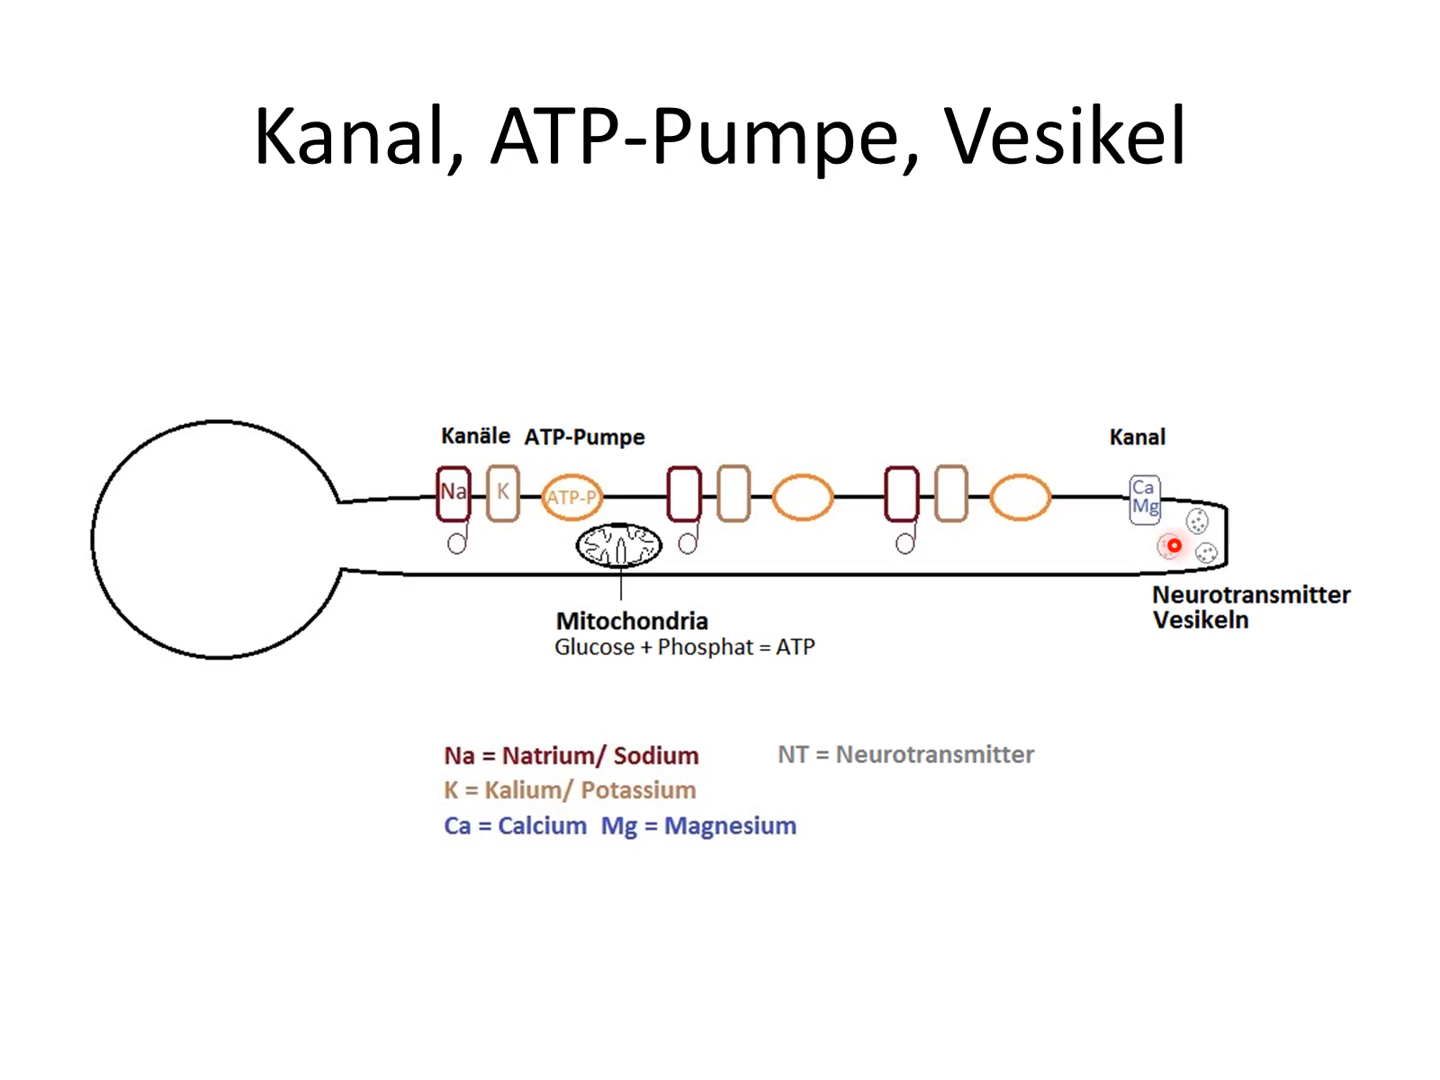 Kanal, ATP-Pumpe, Vesikel
Kanäle ATP-Pumpe
Kanal
Na
K
ATP-P
Ca
Mg
Neurotransmitter
Vesikeln
Mitochondria
Glucose + Phosphat = ATP
Na = Natrium/ Sodium
NT = Neurotransmitter
K = Kalium/ Potassium
Ca = Calcium Mg = Magnesium